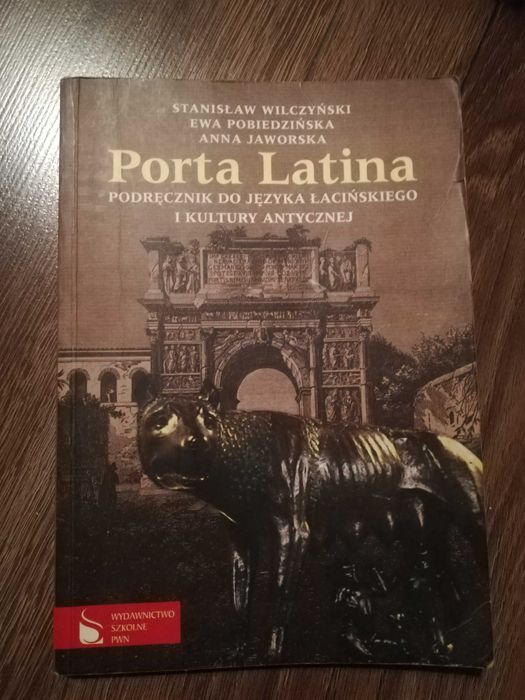 STANISŁAW WILCZYŃSKI
EWA POBIEDZIŃSKA
ANNA JAWORSKA
Porta Latina
PODRĘCZNIK DO JĘZYKA ŁACIŃSKIEGO
I KULTURY ANTYCZNEJ
WYDAWNICTWO
SZKOLNE
PWN